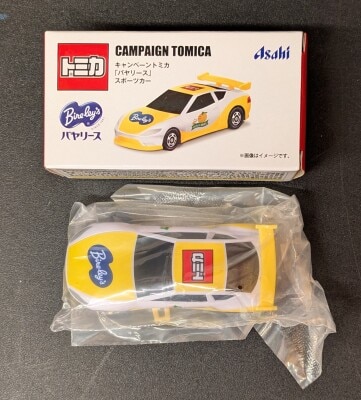 トミカ
CAMPAIGN TOMICA
Asahi
キャンペーントミカ
「バヤリース」
スポーツカー
Bireley's
バヤリース
※画像はイメージです。
Bireley's
トミカ